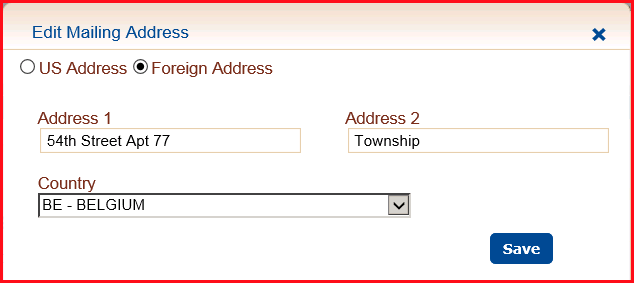 Edit Mailing Address
US Address Foreign Address
Address 1 Address 2
54th Street Apt 77 Township
Country
BE - BELGIUM
Save